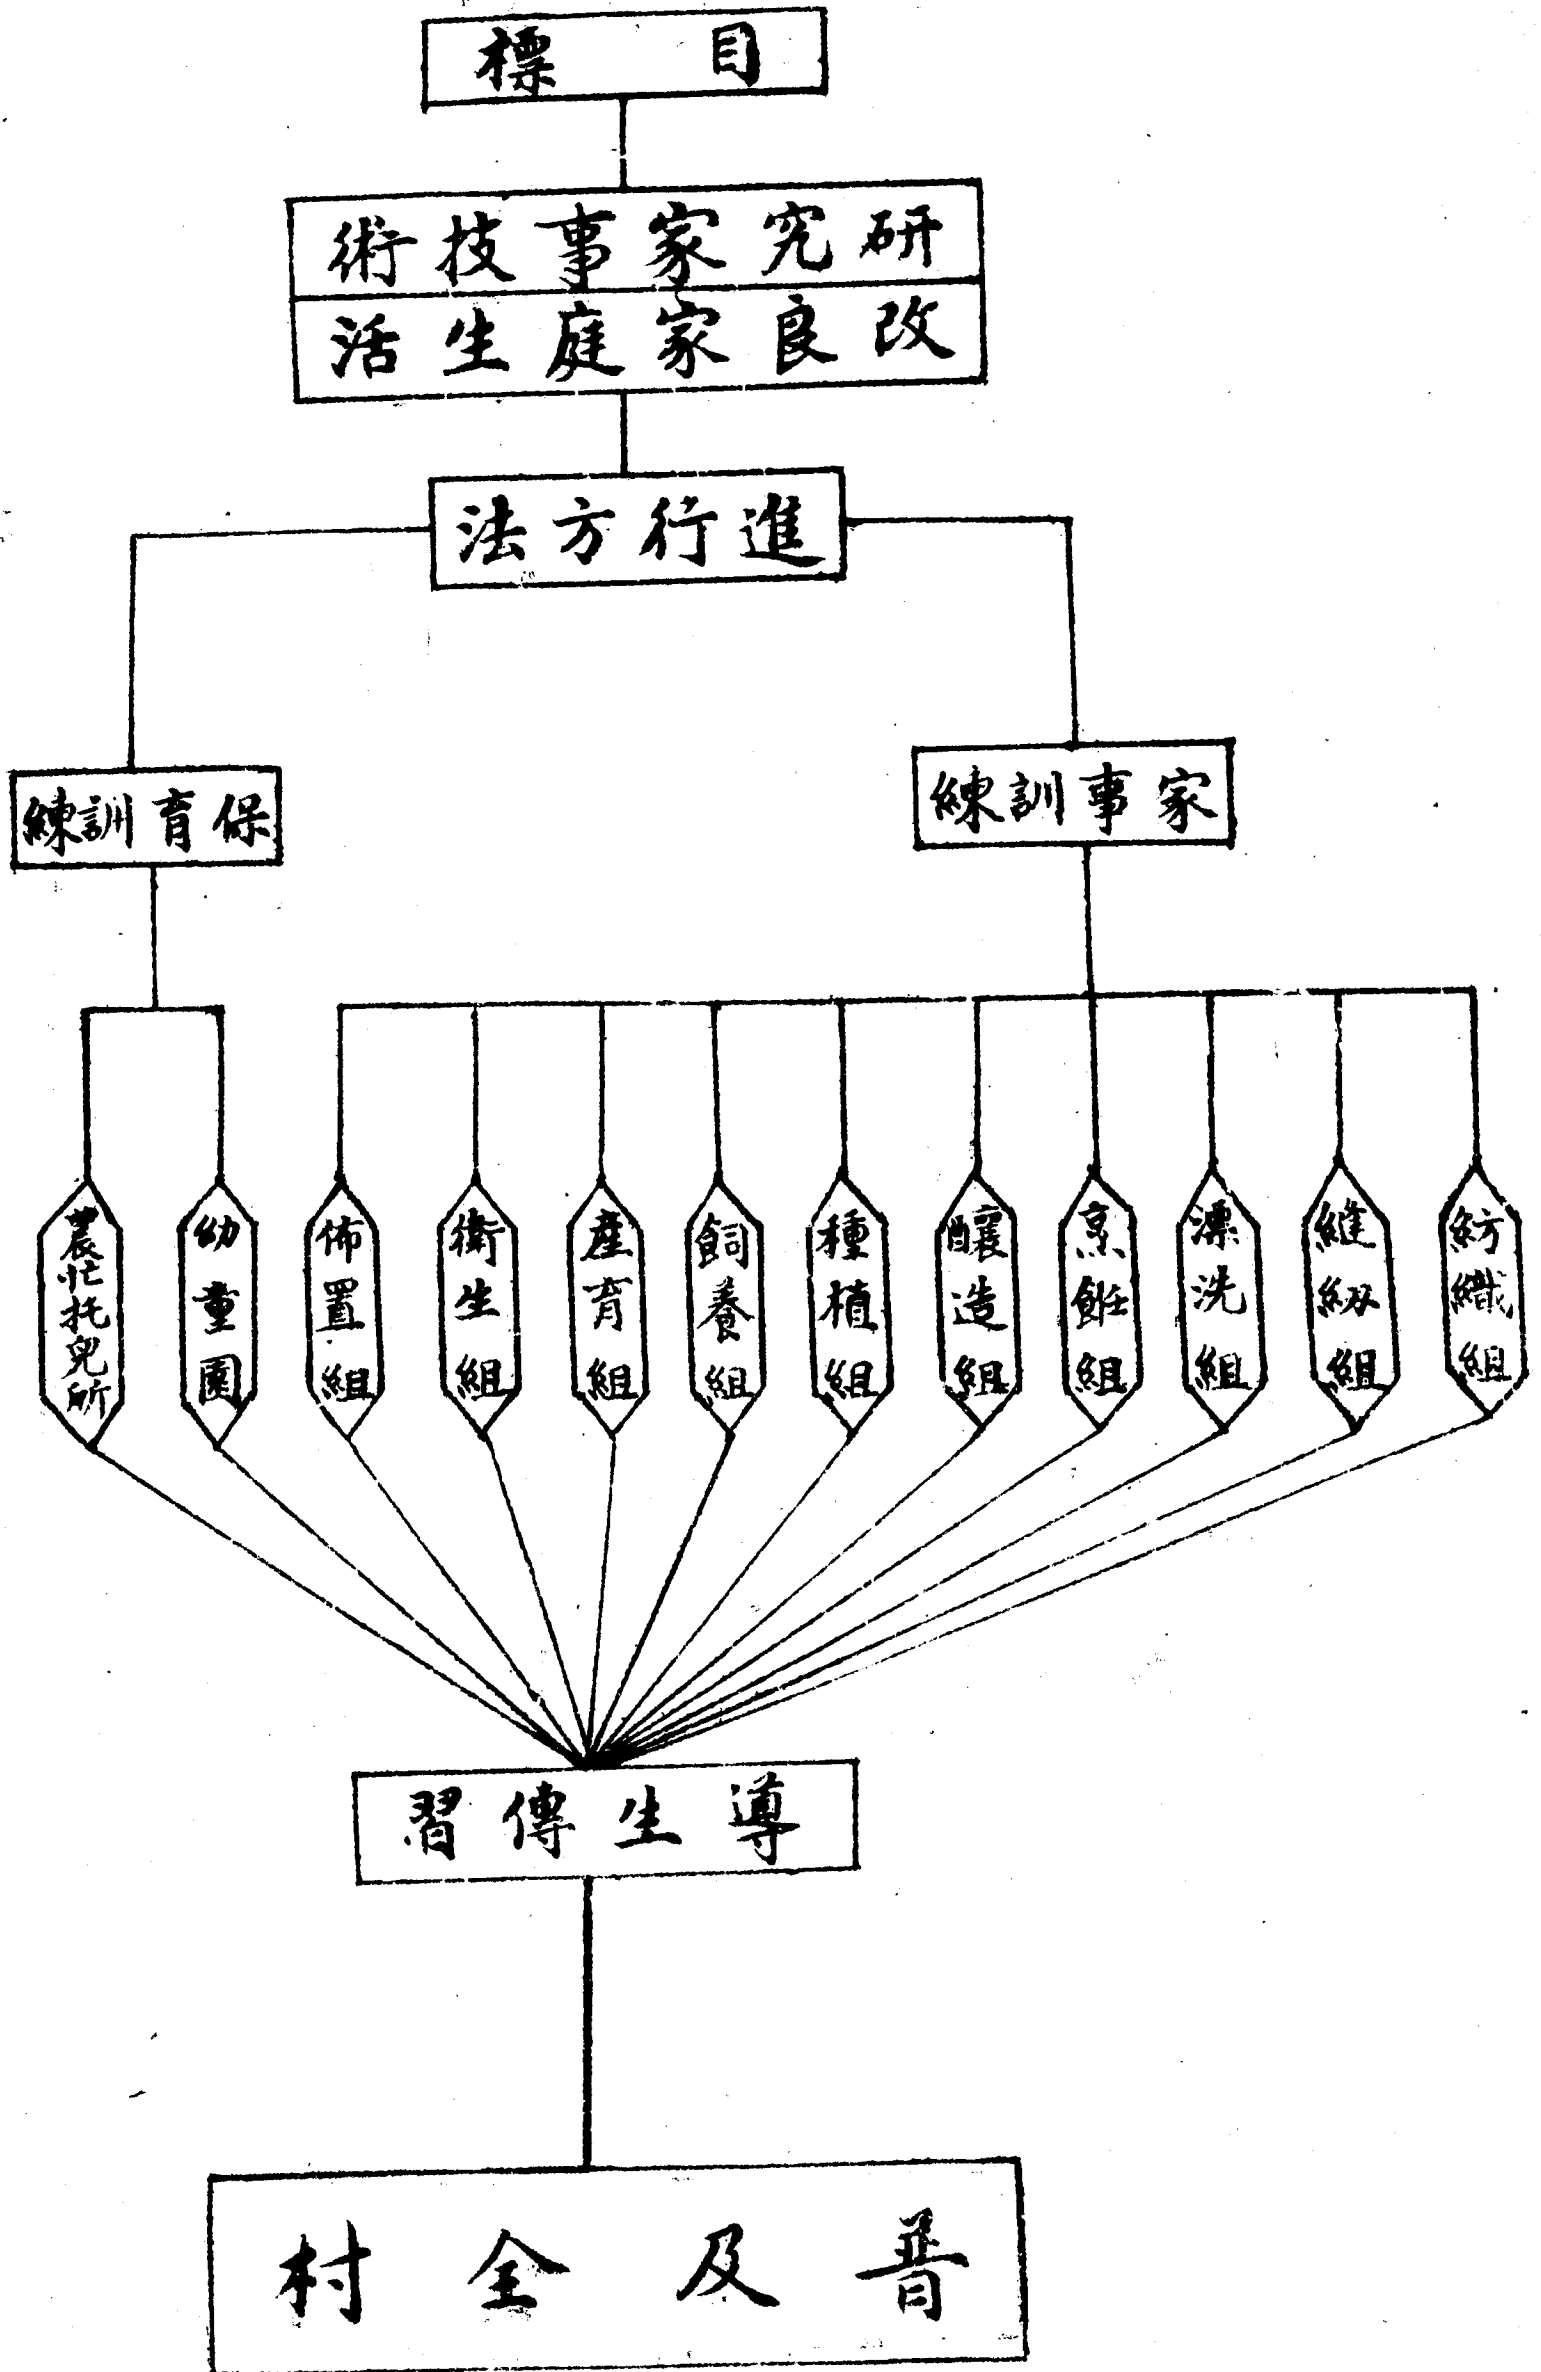 目標
研究家事技術
改良家庭生活
進行方法
家事訓練
保育訓練
紡織組
縫紉組
漂洗組
烹飪組
釀造組
種植組
飼養組
產育組
衛生組
佈置組
幼童園
農忙托兒所
導生傳習
普及全村